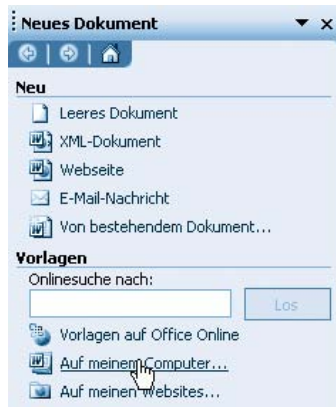 Neues Dokument
Neu
Leeres Dokument
XML-Dokument
Webseite
E-Mail-Nachricht
Von bestehendem Dokument...
Vorlagen
Onlinesuche nach:
Los
Vorlagen auf Office Online
Auf meinem Computer...
Auf meinen Websites...